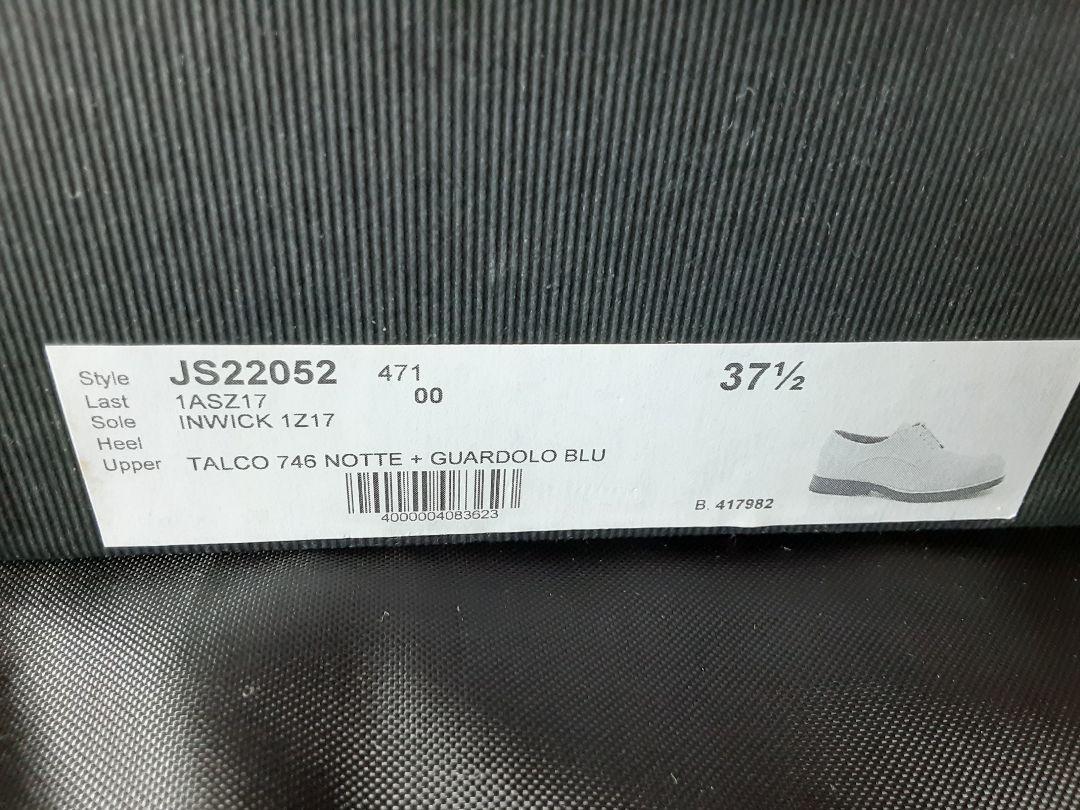 Style JS22052 471 37½
Last 1ASZ17 00
Sole INWICK 1Z17
Heel
Upper TALCO 746 NOTTE + GUARDOLO BLU
4000004083623
B. 417982